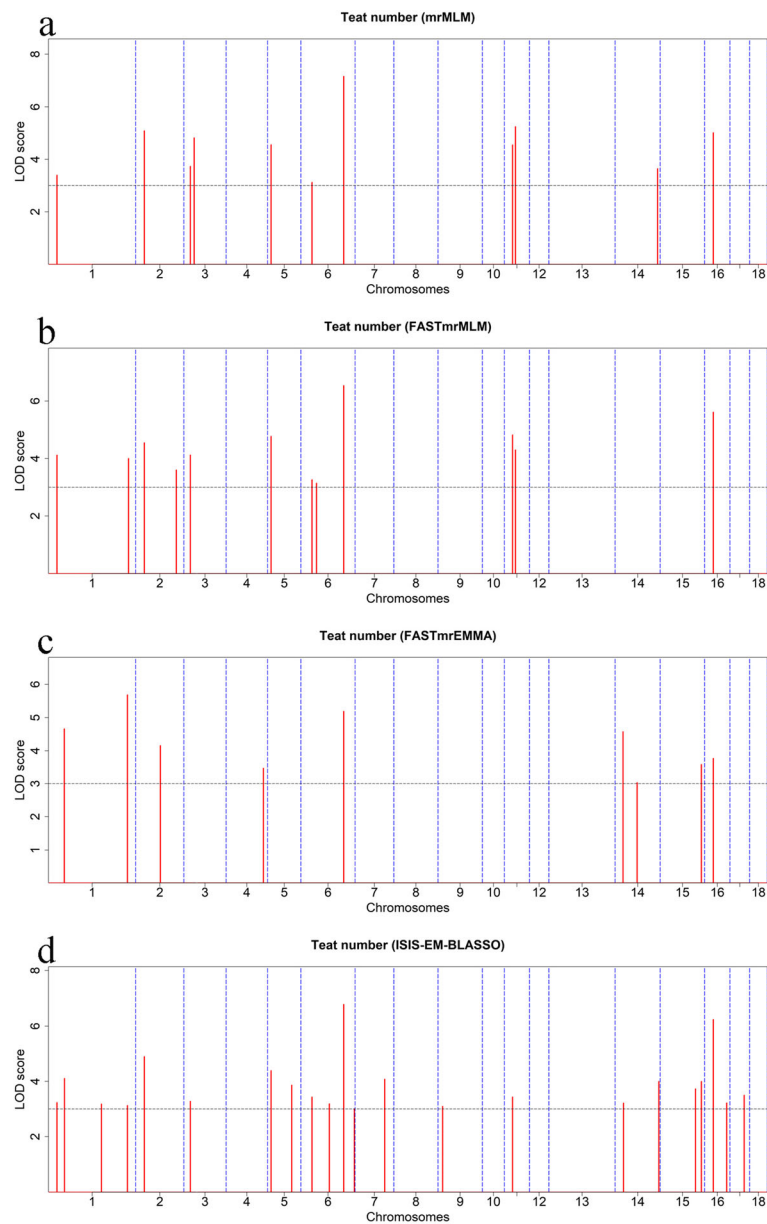 a
Teat number (mrMLM)
LOD score
8
6
4
2
1 2 3 4 5 6 7 8 9 10 12 13 14 15 16 18
Chromosomes
b
Teat number (FASTmrMLM)
LOD score
6
4
2
1 2 3 4 5 6 7 8 9 10 12 13 14 15 16 18
Chromosomes
c
Teat number (FASTmrEMMA)
LOD score
6
5
4
3
2
1
1 2 3 4 5 6 7 8 9 10 12 13 14 15 16 18
Chromosomes
d
Teat number (ISIS-EM-BLASSO)
LOD score
8
6
4
2
1 2 3 4 5 6 7 8 9 10 12 13 14 15 16 18
Chromosomes